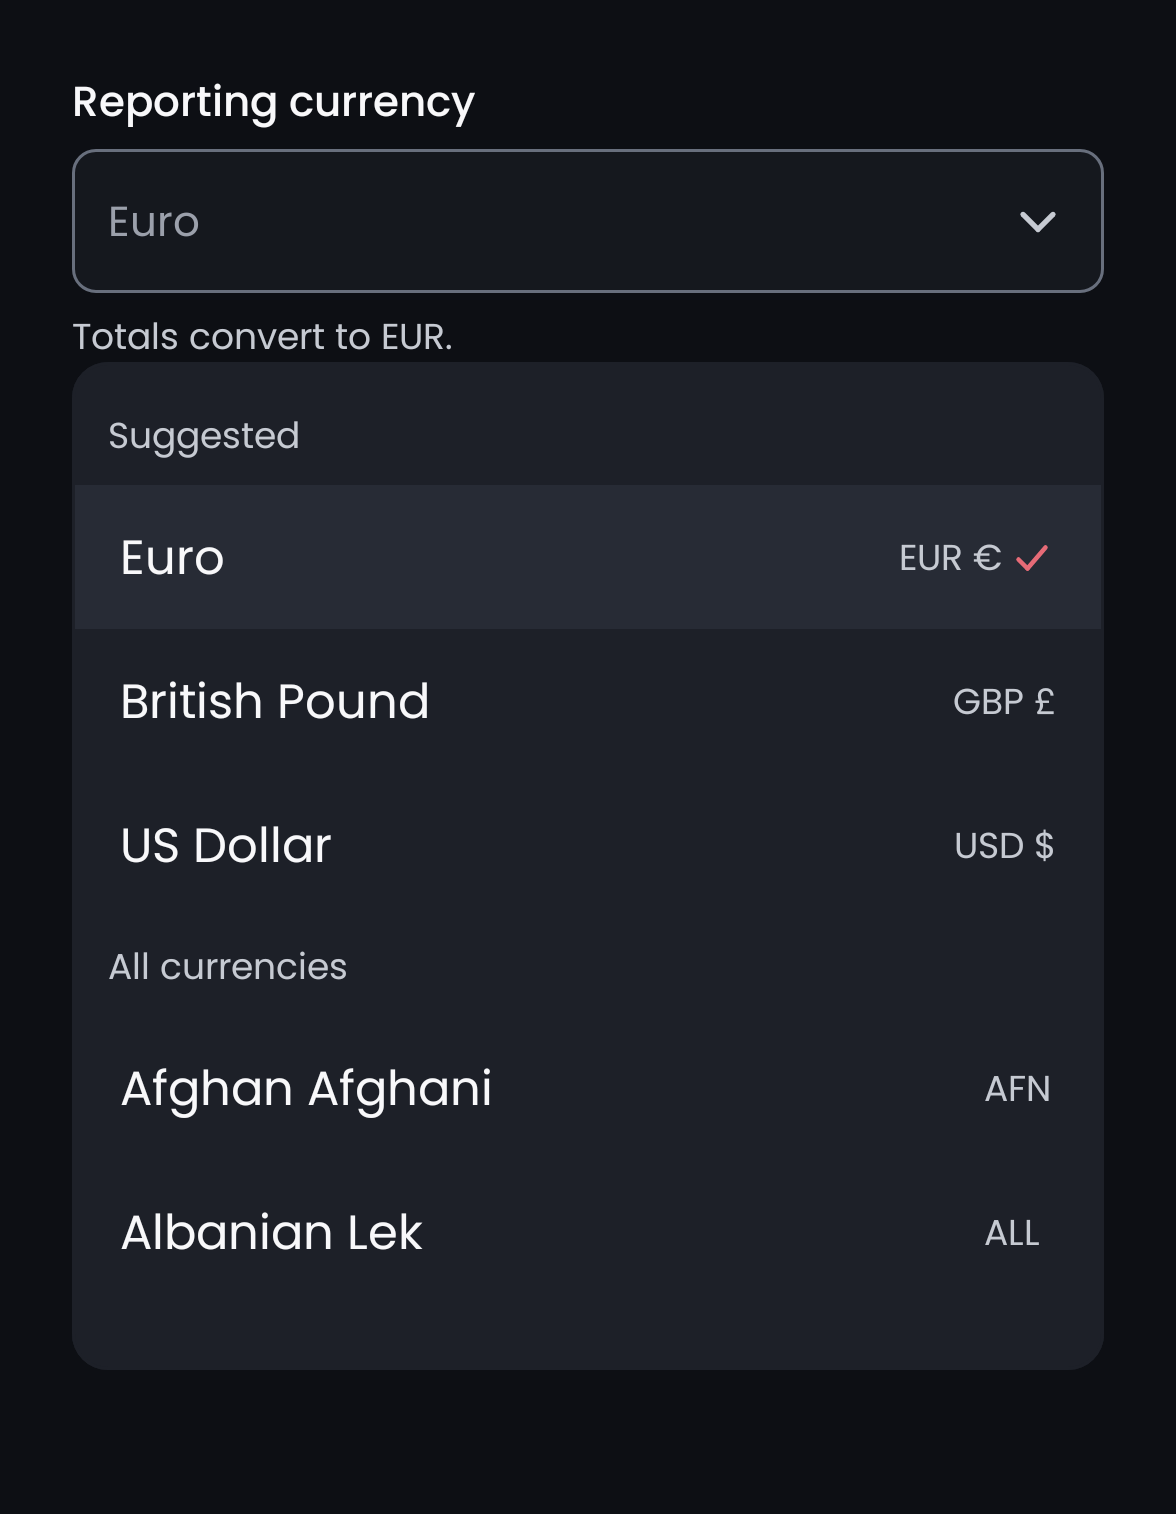 Reporting currency
Euro
Totals convert to EUR.
Suggested
Euro EUR €
British Pound GBP £
US Dollar USD $
All currencies
Afghan Afghani AFN
Albanian Lek ALL